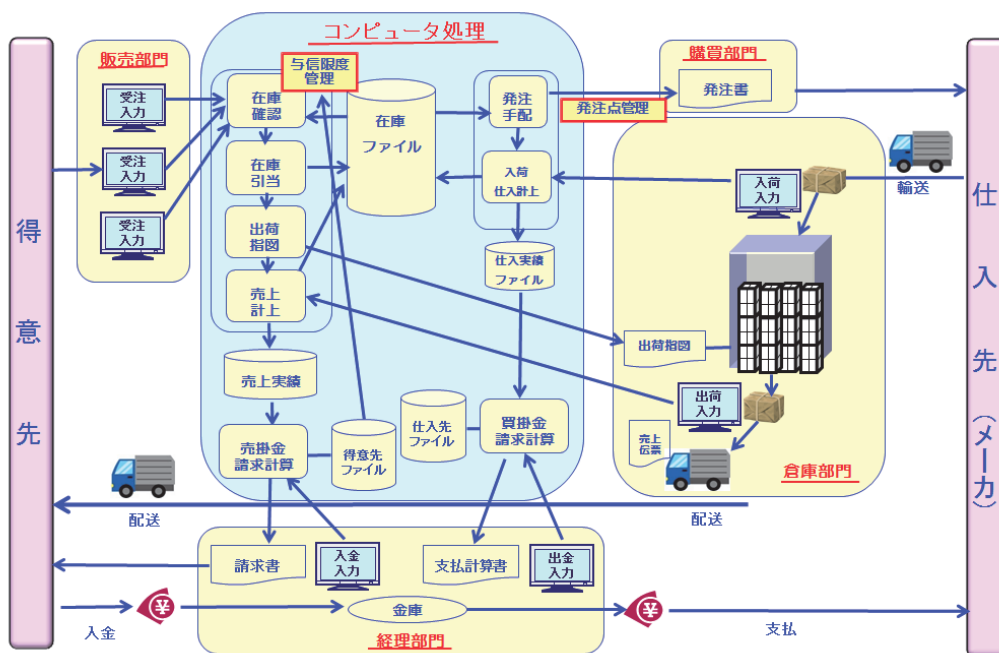 コンピュータ処理
販売部門
与信限度
管理
購買部門
受注
入力
受注
入力
受注
入力
在庫
確認
在庫
引当
出荷
指図
売上
計上
在庫
ファイル
発注
手配
発注点管理
発注書
入荷
仕入計上
入荷
入力
輸送
仕入実績
ファイル
出荷指図
出荷
入力
売上
伝票
倉庫部門
売上実績
売掛金
請求計算
得意先
ファイル
仕入先
ファイル
買掛金
請求計算
配送
配送
請求書
入金
入力
支払計算書
出金
入力
入金
¥
金庫
¥
支払
経理部門
得意先
仕入先(メーカ)